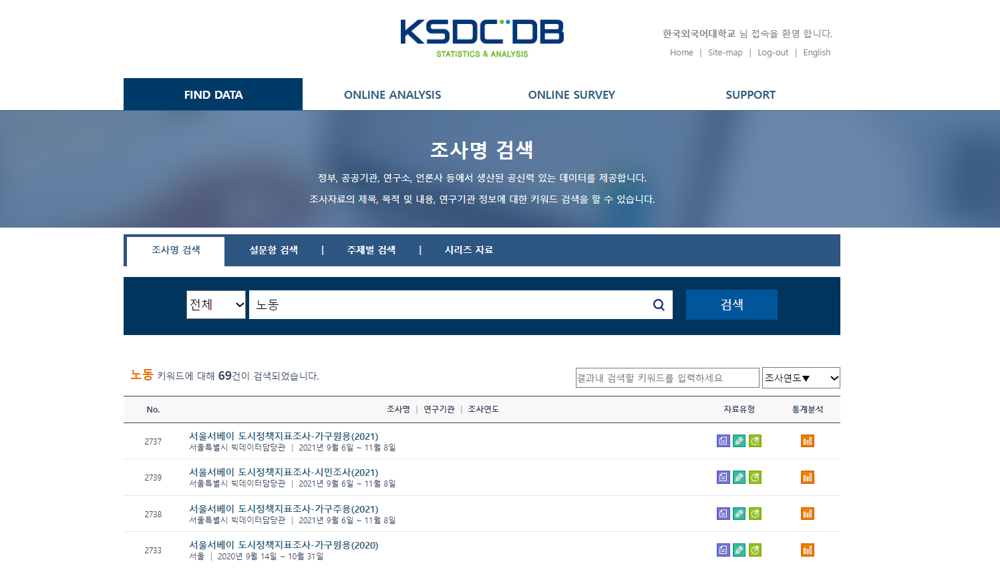 KSDC DB
STATISTICS & ANALYSIS
한국외국어대학교 님 접속을 환영 합니다.
Home | Site-map | Log-out | English
FIND DATA
ONLINE ANALYSIS
ONLINE SURVEY
SUPPORT
조사명 검색
정부, 공공기관, 연구소, 언론사 등에서 생산된 공신력 있는 데이터를 제공합니다.
조사자료의 제목, 목적 및 내용, 연구기관 정보에 대한 키워드 검색을 할 수 있습니다.
조사명 검색 설문항 검색 | 주제별 검색 | 시리즈 자료
전체 노동 검색
노동 키워드에 대해 69건이 검색되었습니다.
결과내 검색할 키워드를 입력하세요 조사연도▼
No. 조사명 | 연구기관 | 조사연도 자료유형 통계분석
2737
서울서베이 도시정책지표조사-가구원용(2021)
서울특별시 빅데이터담당관 | 2021년 9월 6일 ~ 11월 8일
2739
서울서베이 도시정책지표조사-시민조사(2021)
서울특별시 빅데이터담당관 | 2021년 9월 6일 ~ 11월 8일
2738
서울서베이 도시정책지표조사-가구주용(2021)
서울특별시 빅데이터담당관 | 2021년 9월 6일 ~ 11월 8일
2733
서울서베이 도시정책지표조사-가구원용(2020)
서울 | 2020년 9월 14일 ~ 10월 31일